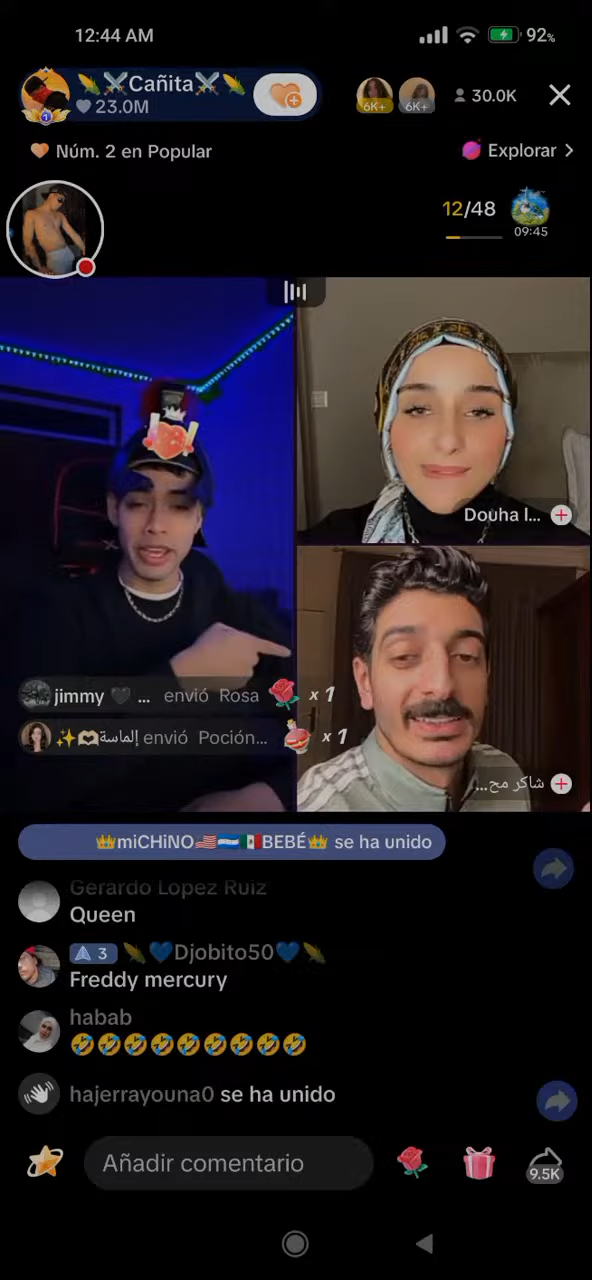 12:44 AM
92%
🌽⚔️Cañita⚔️🌽
23.0M
6K+
6K+
30.0K
Núm. 2 en Popular
Explorar
12/48
09:45
Douha l...
jimmy 🖤 ... envió Rosa x 1
✨🫶إلماسة envió Poción... x 1
شاكر مح...
👑miCHiNO🇺🇸🇭🇳🇲🇽BEBÉ👑 se ha unido
Gerardo Lopez Ruiz
Queen
3 🌽💙Djobito50💙🌽
Freddy mercury
habab
🤣🤣🤣🤣🤣🤣🤣🤣🤣
hajerrayouna0 se ha unido
Añadir comentario
9.5K